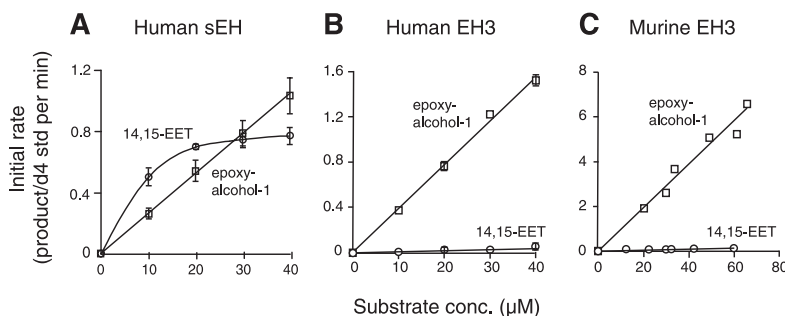 A Human sEH
B Human EH3
C Murine EH3
Initial rate
(product/d4 std per min)
1.2
0.8
0.4
0
14,15-EET
epoxy-
alcohol-1
0 10 20 30 40
1.6
1.2
0.8
0.4
0
epoxy-
alcohol-1
14,15-EET
0 10 20 30 40
8
6
4
2
0
epoxy-
alcohol-1
14,15-EET
0 20 40 60 80
Substrate conc. (μM)